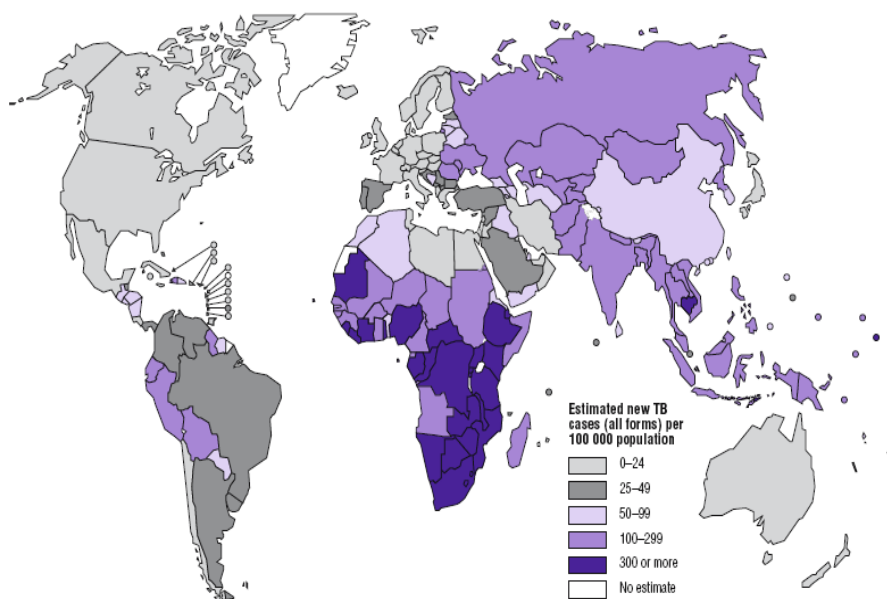 Estimated new TB
cases (all forms) per
100 000 population
0–24
25–49
50–99
100–299
300 or more
No estimate